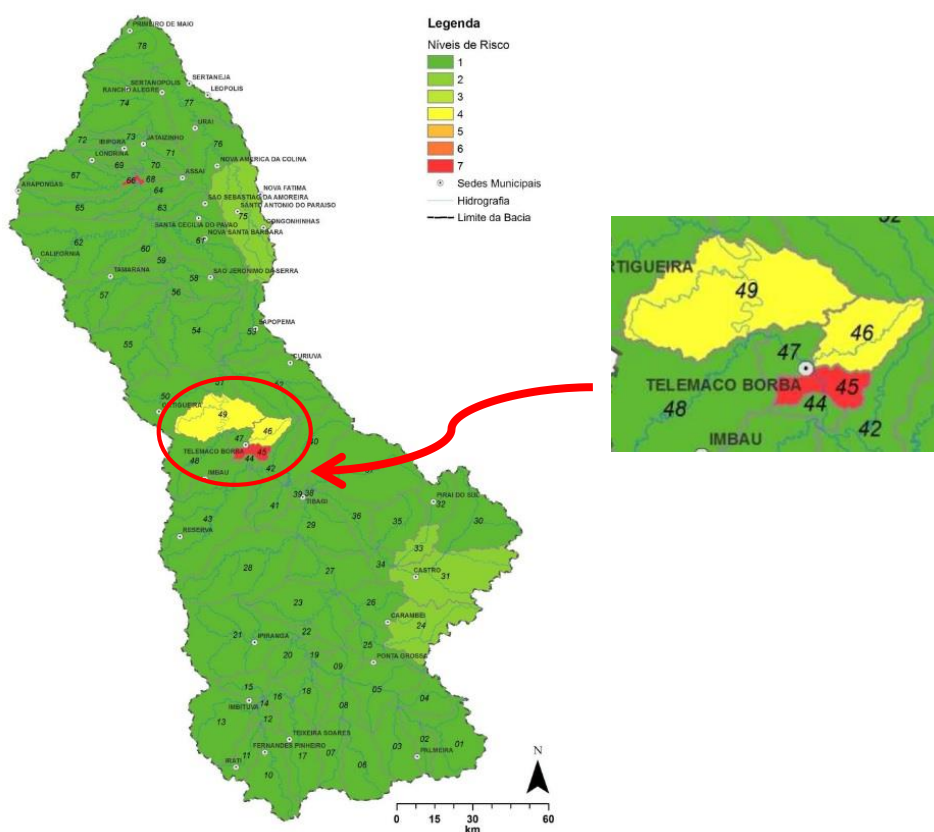 Legenda
Níveis de Risco
1
2
3
4
5
6
7
Sedes Municipais
Hidrografia
Limite da Bacia
PRIMEIRO DE MAIO
78
SERTANEJA
SERTANOPOLIS
RANCHO ALEGRE
LEOPOLIS
77
74
URAI
72
73
JATAIZINHO
IBIPORA
76
71
LONDRINA
69
70
NOVA AMERICA DA COLINA
67
66
68
ASSAI
ARAPONGAS
64
NOVA FATIMA
SAO SEBASTIAO DA AMOREIRA
SANTO ANTONIO DO PARAISO
65
63
75
SANTA CECILIA DO PAVAO
CONGONHINHAS
NOVA SANTA BARBARA
62
61
60
CALIFORNIA
59
TAMARANA
58
SAO JERONIMO DA SERRA
57
56
54
53
SAPOPEMA
55
CURIUVA
51
52
50
ORTIGUEIRA
49
46
47
40
TELEMACO BORBA
45
48
44
42
IMBAU
39
38
TIBAGI
41
PIRAI DO SUL
32
43
36
35
30
29
RESERVA
33
34
28
27
CASTRO
31
23
26
CARAMBEI
24
22
21
IPIRANGA
25
20
19
PONTA GROSSA
09
15
05
16
18
04
IMBITUVA
14
08
13
12
TEIXEIRA SOARES
02
01
FERNANDES PINHEIRO
03
11
17
07
PALMEIRA
IRATI
06
10
N
0 15 30 60
km
RTIGUEIRA
49
46
47
TELEMACO BORBA
45
48
44
42
IMBAU